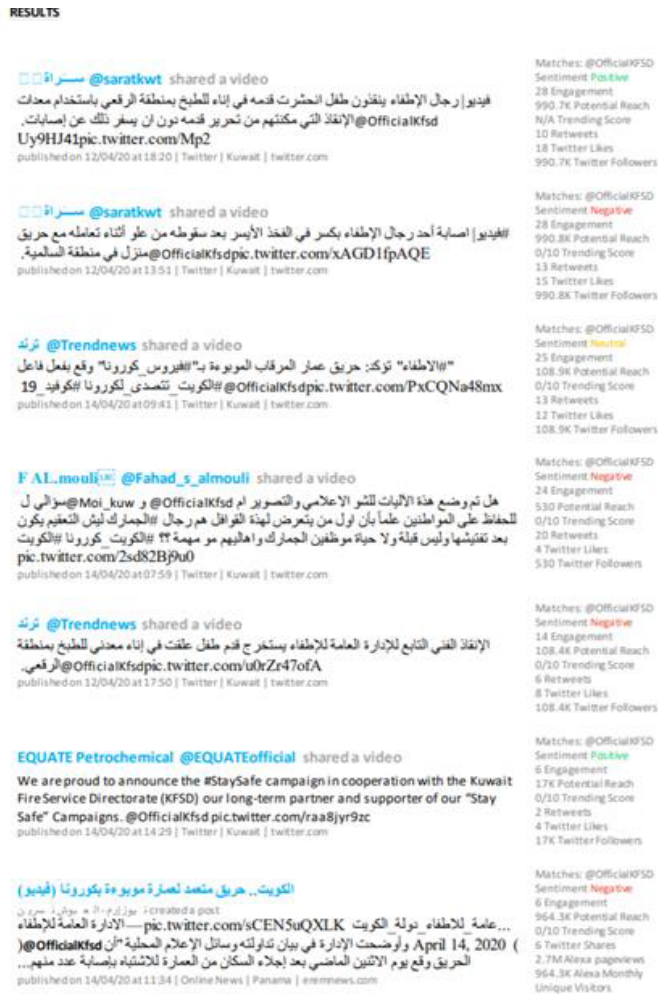 RESULTS
سراة @saratkwt shared a video
فيديو| رجال الإطفاء ينقذون طفل انحشرت قدمه في إناء للطبخ بمنطقة الرقعي باستخدام معدات
الإنقاذ التي مكنتهم من تحرير قدمه دون ان يسفر ذلك عن إصابات. @OfficialKfsd
Uy9HJ41pic.twitter.com/Mp2
published on 12/04/20 at 18:20 | Twitter | Kuwait | twitter.com
Matches: @OfficialKFSD
Sentiment Positive
28 Engagement
990.7K Potential Reach
N/A Trending Score
10 Retweets
18 Twitter Likes
990.7K Twitter Followers
سراة @saratkwt shared a video
#فيديو| اصابة أحد رجال الإطفاء بكسر في الفخذ الأيسر بعد سقوطه من علو أثناء تعامله مع حريق
منزل في منطقة السالمية. @OfficialKfsdpic.twitter.com/xAGD1fpAQE
published on 12/04/20 at 13:51 | Twitter | Kuwait | twitter.com
Matches: @OfficialKFSD
Sentiment Negative
28 Engagement
990.8K Potential Reach
0/10 Trending Score
13 Retweets
15 Twitter Likes
990.8K Twitter Followers
ترند @Trendnews shared a video
"#الاطفاء" تؤكد: حريق عمار المرقاب الموبوءة بـ"#فيروس_كورونا" وقع بفعل فاعل
#الكويت_تتصدى_لكورونا #كوفيد_19 @OfficialKfsdpic.twitter.com/PxCQNa48mx
published on 14/04/20 at 09:41 | Twitter | Kuwait | twitter.com
Matches: @OfficialKFSD
Sentiment Neutral
25 Engagement
108.9K Potential Reach
0/10 Trending Score
13 Retweets
12 Twitter Likes
108.9K Twitter Followers
F AL.mouli @Fahad_s_almouli shared a video
سؤالي ل @Moi_kuw و @OfficialKfsd هل تم وضع هذة الاليات للشو الاعلامي والتصوير ام
للحفاظ على المواطنين علماً بأن اول من يتعرض لهذة القوافل هم رجال #الجمارك ليش التعقيم يكون
بعد تفتيشها وليس قبلة ولا حياة موظفين الجمارك واهاليهم مو مهمة ؟؟ #الكويت_كورونا #الكويت
pic.twitter.com/2sd82Bj9u0
published on 14/04/20 at 07:59 | Twitter | Kuwait | twitter.com
Matches: @OfficialKFSD
Sentiment Negative
24 Engagement
530 Potential Reach
0/10 Trending Score
20 Retweets
4 Twitter Likes
530 Twitter Followers
ترند @Trendnews shared a video
الإنقاذ الفني التابع للإدارة العامة للإطفاء يستخرج قدم طفل علقت في إناء معدني للطبخ بمنطقة
الرقعي. @OfficialKfsdpic.twitter.com/u0rZr47ofA
published on 12/04/20 at 17:50 | Twitter | Kuwait | twitter.com
Matches: @OfficialKFSD
Sentiment Negative
14 Engagement
108.4K Potential Reach
0/10 Trending Score
6 Retweets
8 Twitter Likes
108.4K Twitter Followers
EQUATE Petrochemical @EQUATEofficial shared a video
We are proud to announce the #StaySafe campaign in cooperation with the Kuwait
Fire Service Directorate (KFSD) our long-term partner and supporter of our "Stay
Safe" Campaigns. @OfficialKfsd pic.twitter.com/raa8jyr9zc
published on 14/04/20 at 14:29 | Twitter | Kuwait | twitter.com
Matches: @OfficialKFSD
Sentiment Positive
6 Engagement
17K Potential Reach
0/10 Trending Score
2 Retweets
4 Twitter Likes
17K Twitter Followers
الكويت.. حريق متعمد لعمارة موبوءة بكورونا (فيديو)
created a post
...عامة_للاطفاء_دولة_الكويت pic.twitter.com/sCEN5uQXLK — الادارة العامة للإطفاء
(@OfficialKfsd) April 14, 2020 وأوضحت الإدارة في بيان تداولته وسائل الإعلام المحلية "أن
الحريق وقع يوم الاثنين الماضي بعد إجلاء السكان من العمارة للاشتباه بإصابة عدد منهم...
published on 14/04/20 at 11:34 | Online News | Panama | eremnews.com
Matches: @OfficialKFSD
Sentiment Negative
6 Engagement
964.3K Potential Reach
0/10 Trending Score
6 Twitter Shares
2.7M Alexa pageviews
964.3K Alexa Monthly
Unique Visitors